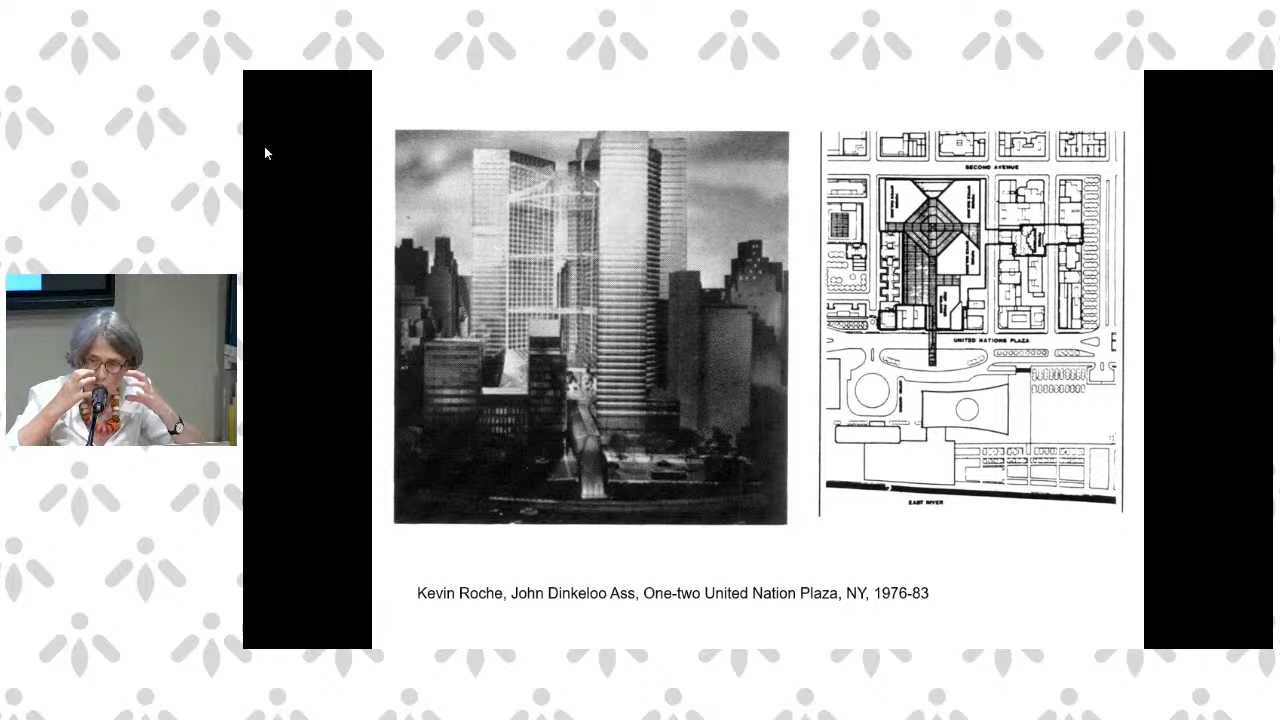 SECOND AVENUE
UNITED NATIONS PLAZA
EAST RIVER
Kevin Roche, John Dinkeloo Ass, One-two United Nation Plaza, NY, 1976-83